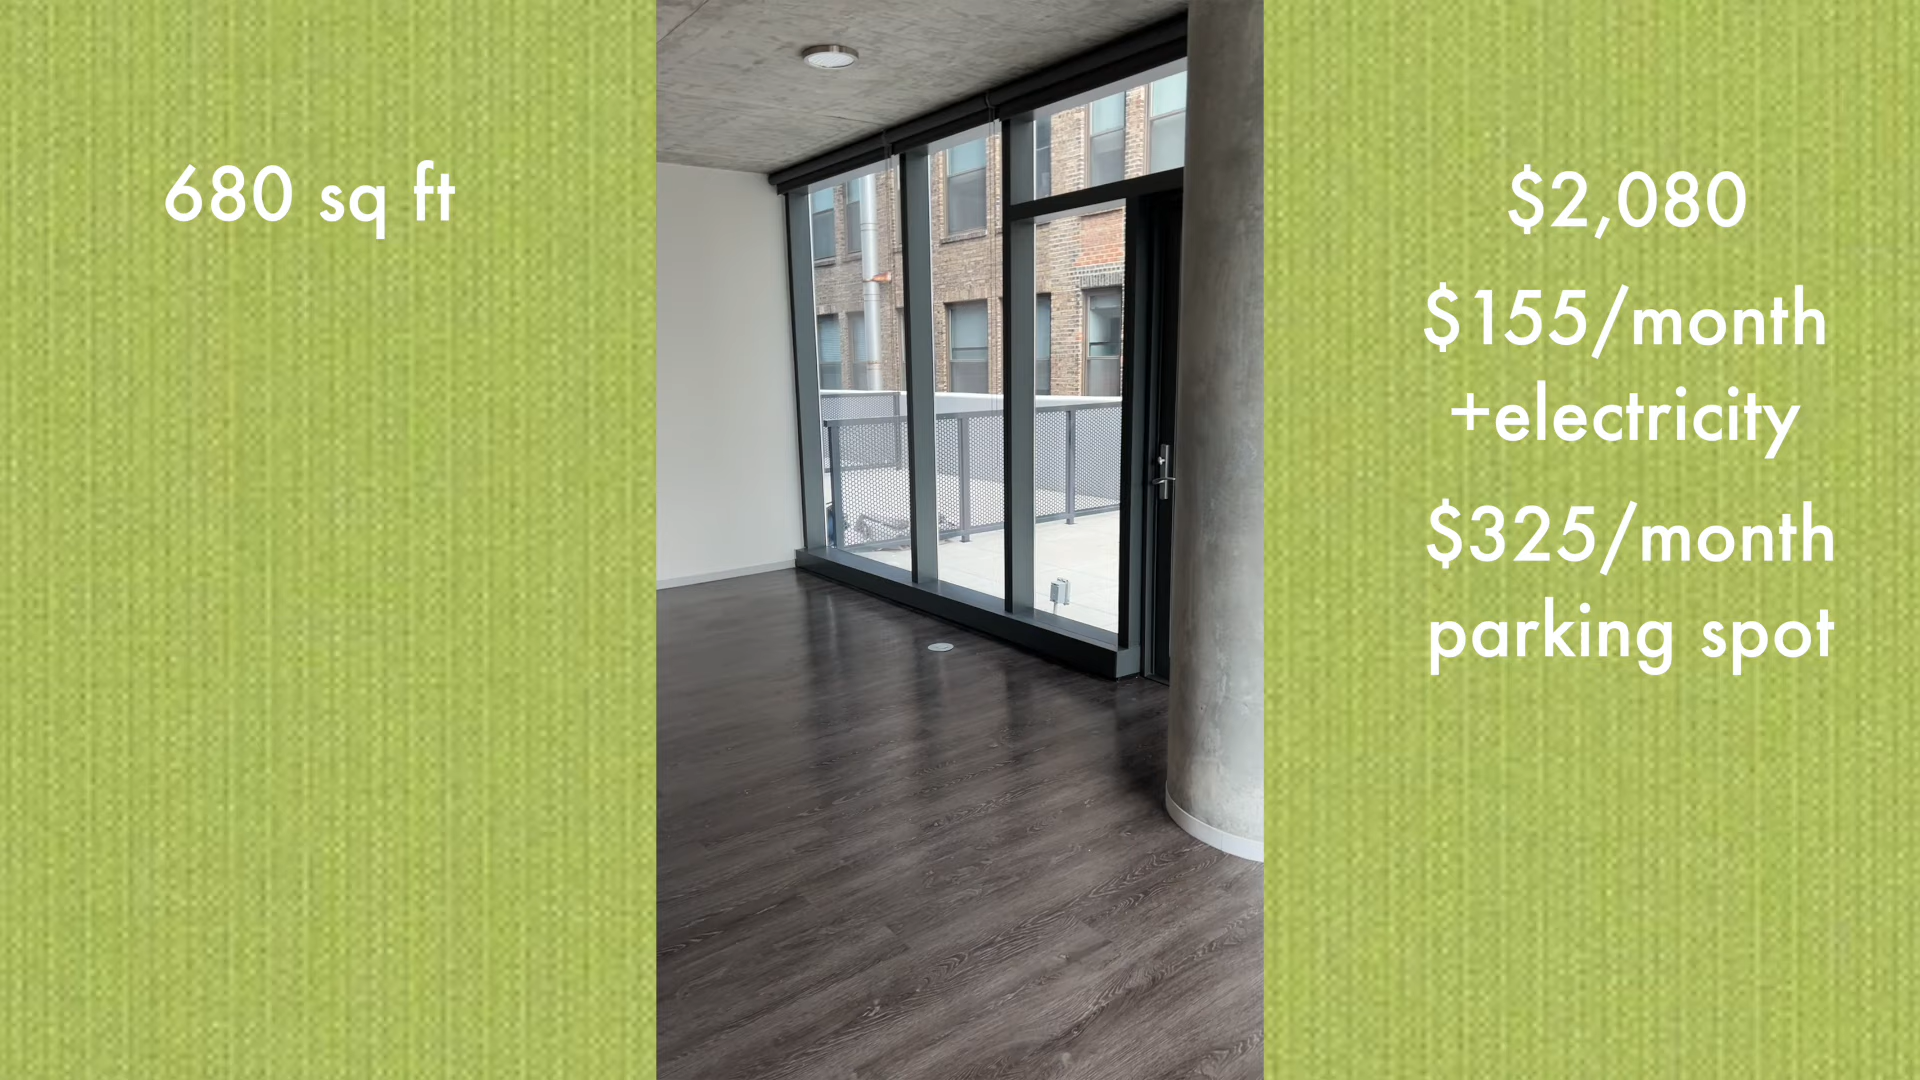 680 sq ft
$2,080
$155/month
+electricity
$325/month
parking spot